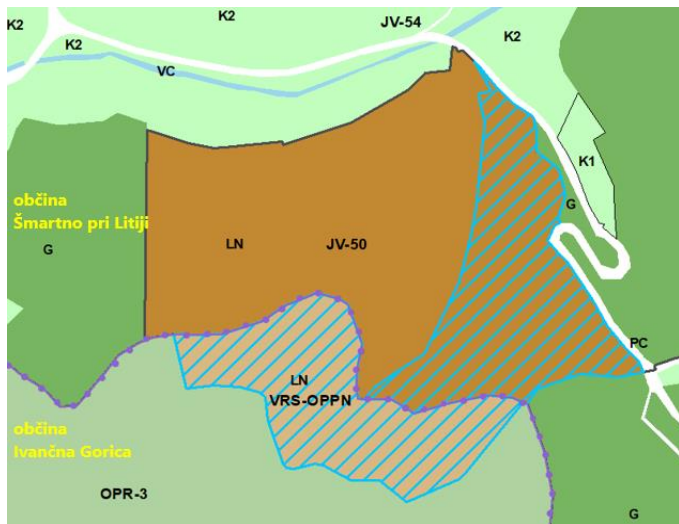 K2
K2
JV-54
K2
K2
VC
K1
občina
Šmartno pri Litiji
G
G
LN
JV-50
PC
LN
VRS-OPPN
občina
Ivančna Gorica
OPR-3
G